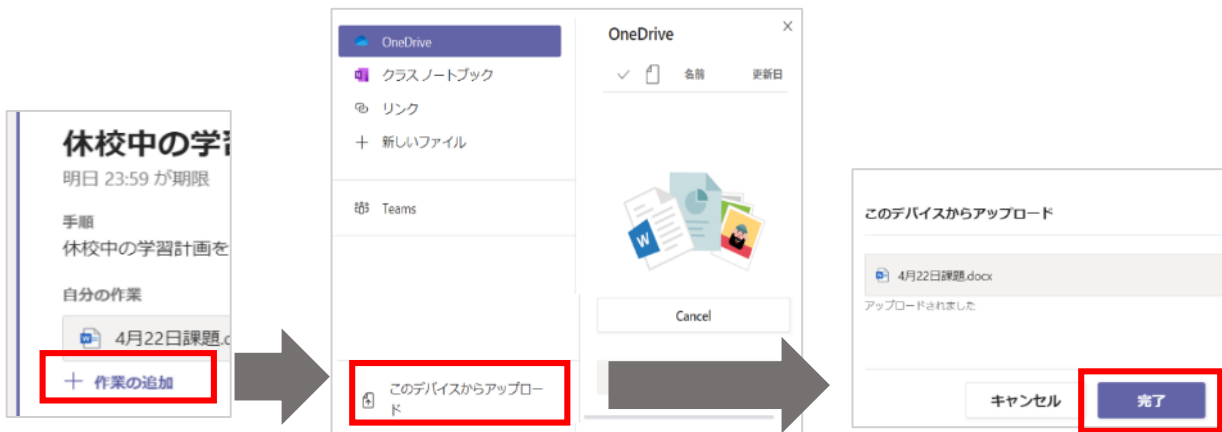 休校中の学習
明日 23:59 が期限
手順
休校中の学習計画を
自分の作業
4月22日課題.d
+ 作業の追加
OneDrive
クラス ノートブック
リンク
+ 新しいファイル
Teams
このデバイスからアップロー
ド
OneDrive
名前 更新日
W
Cancel
このデバイスからアップロード
4月22日課題.docx
アップロードされました
キャンセル 完了